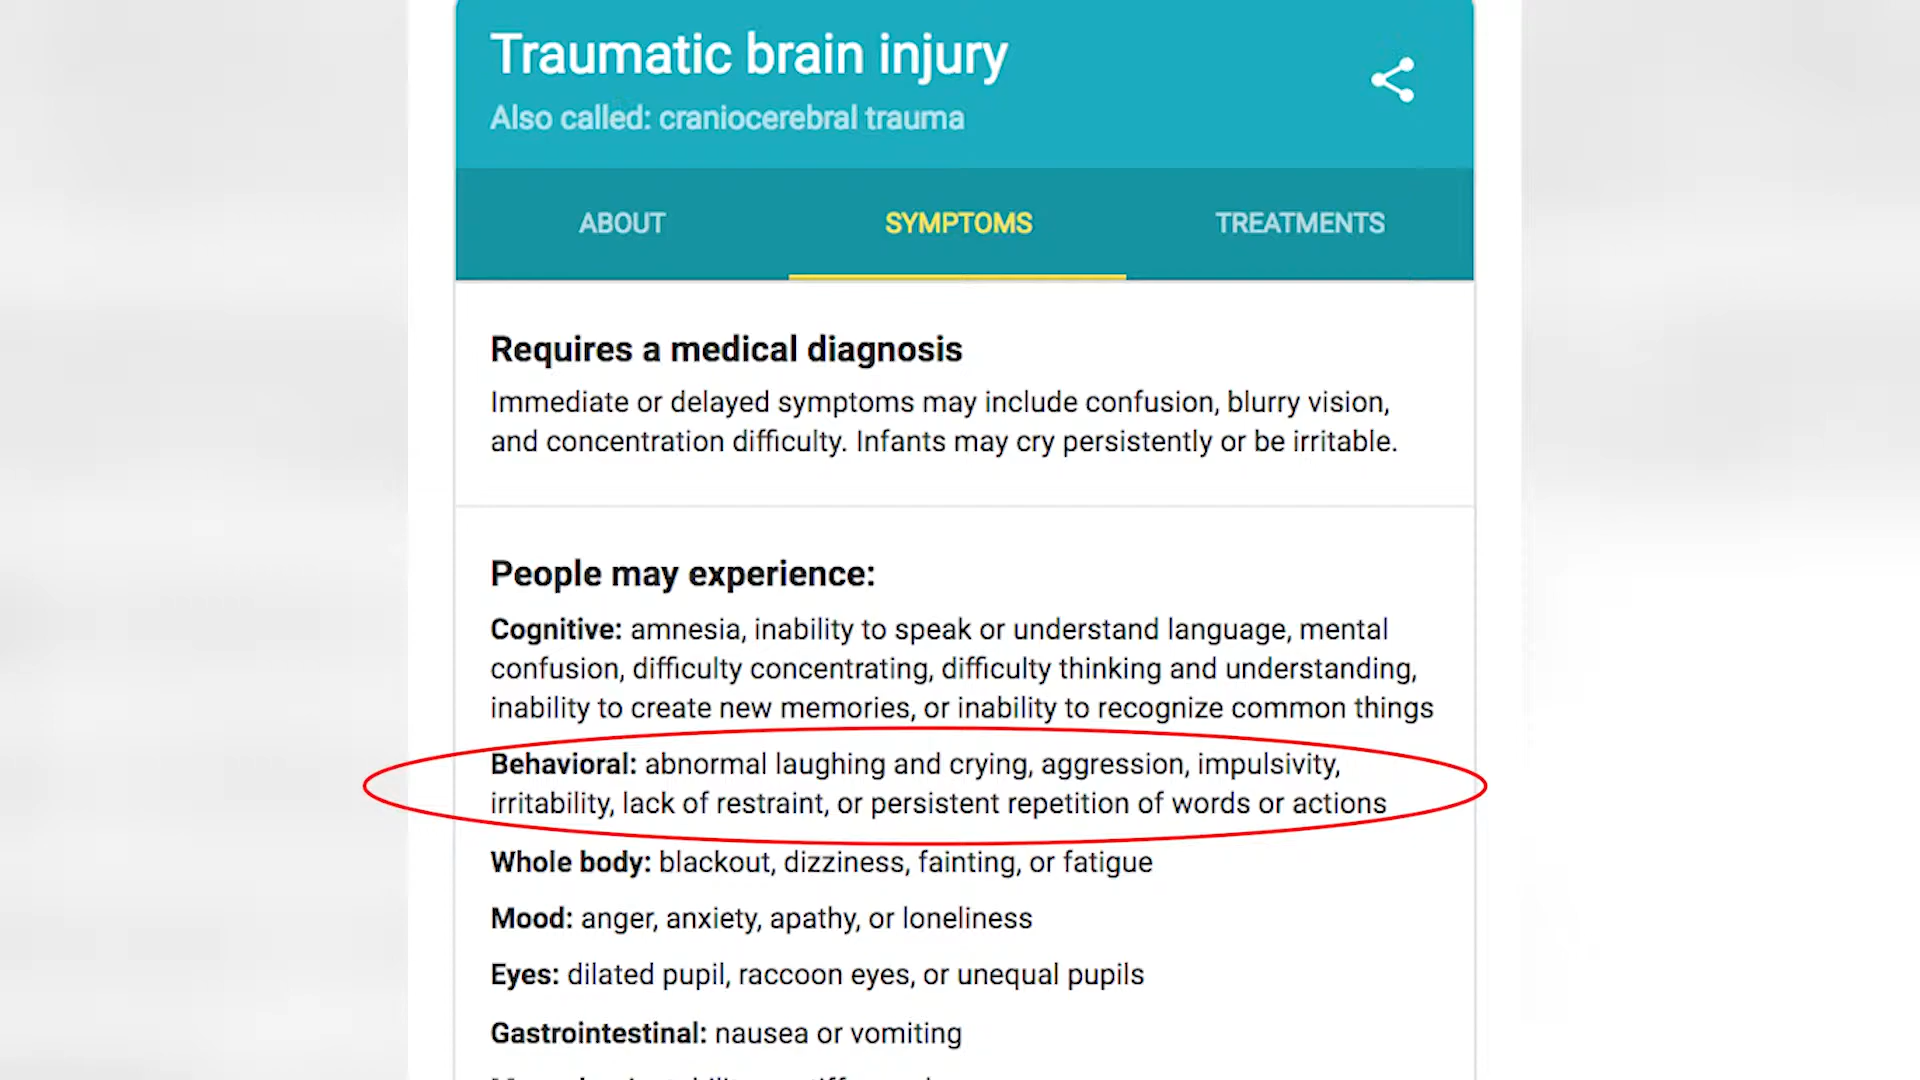 Traumatic brain injury
Also called: craniocerebral trauma
ABOUT
SYMPTOMS
TREATMENTS
Requires a medical diagnosis
Immediate or delayed symptoms may include confusion, blurry vision,
and concentration difficulty. Infants may cry persistently or be irritable.
People may experience:
Cognitive: amnesia, inability to speak or understand language, mental
confusion, difficulty concentrating, difficulty thinking and understanding,
inability to create new memories, or inability to recognize common things
Behavioral: abnormal laughing and crying, aggression, impulsivity,
irritability, lack of restraint, or persistent repetition of words or actions
Whole body: blackout, dizziness, fainting, or fatigue
Mood: anger, anxiety, apathy, or loneliness
Eyes: dilated pupil, raccoon eyes, or unequal pupils
Gastrointestinal: nausea or vomiting